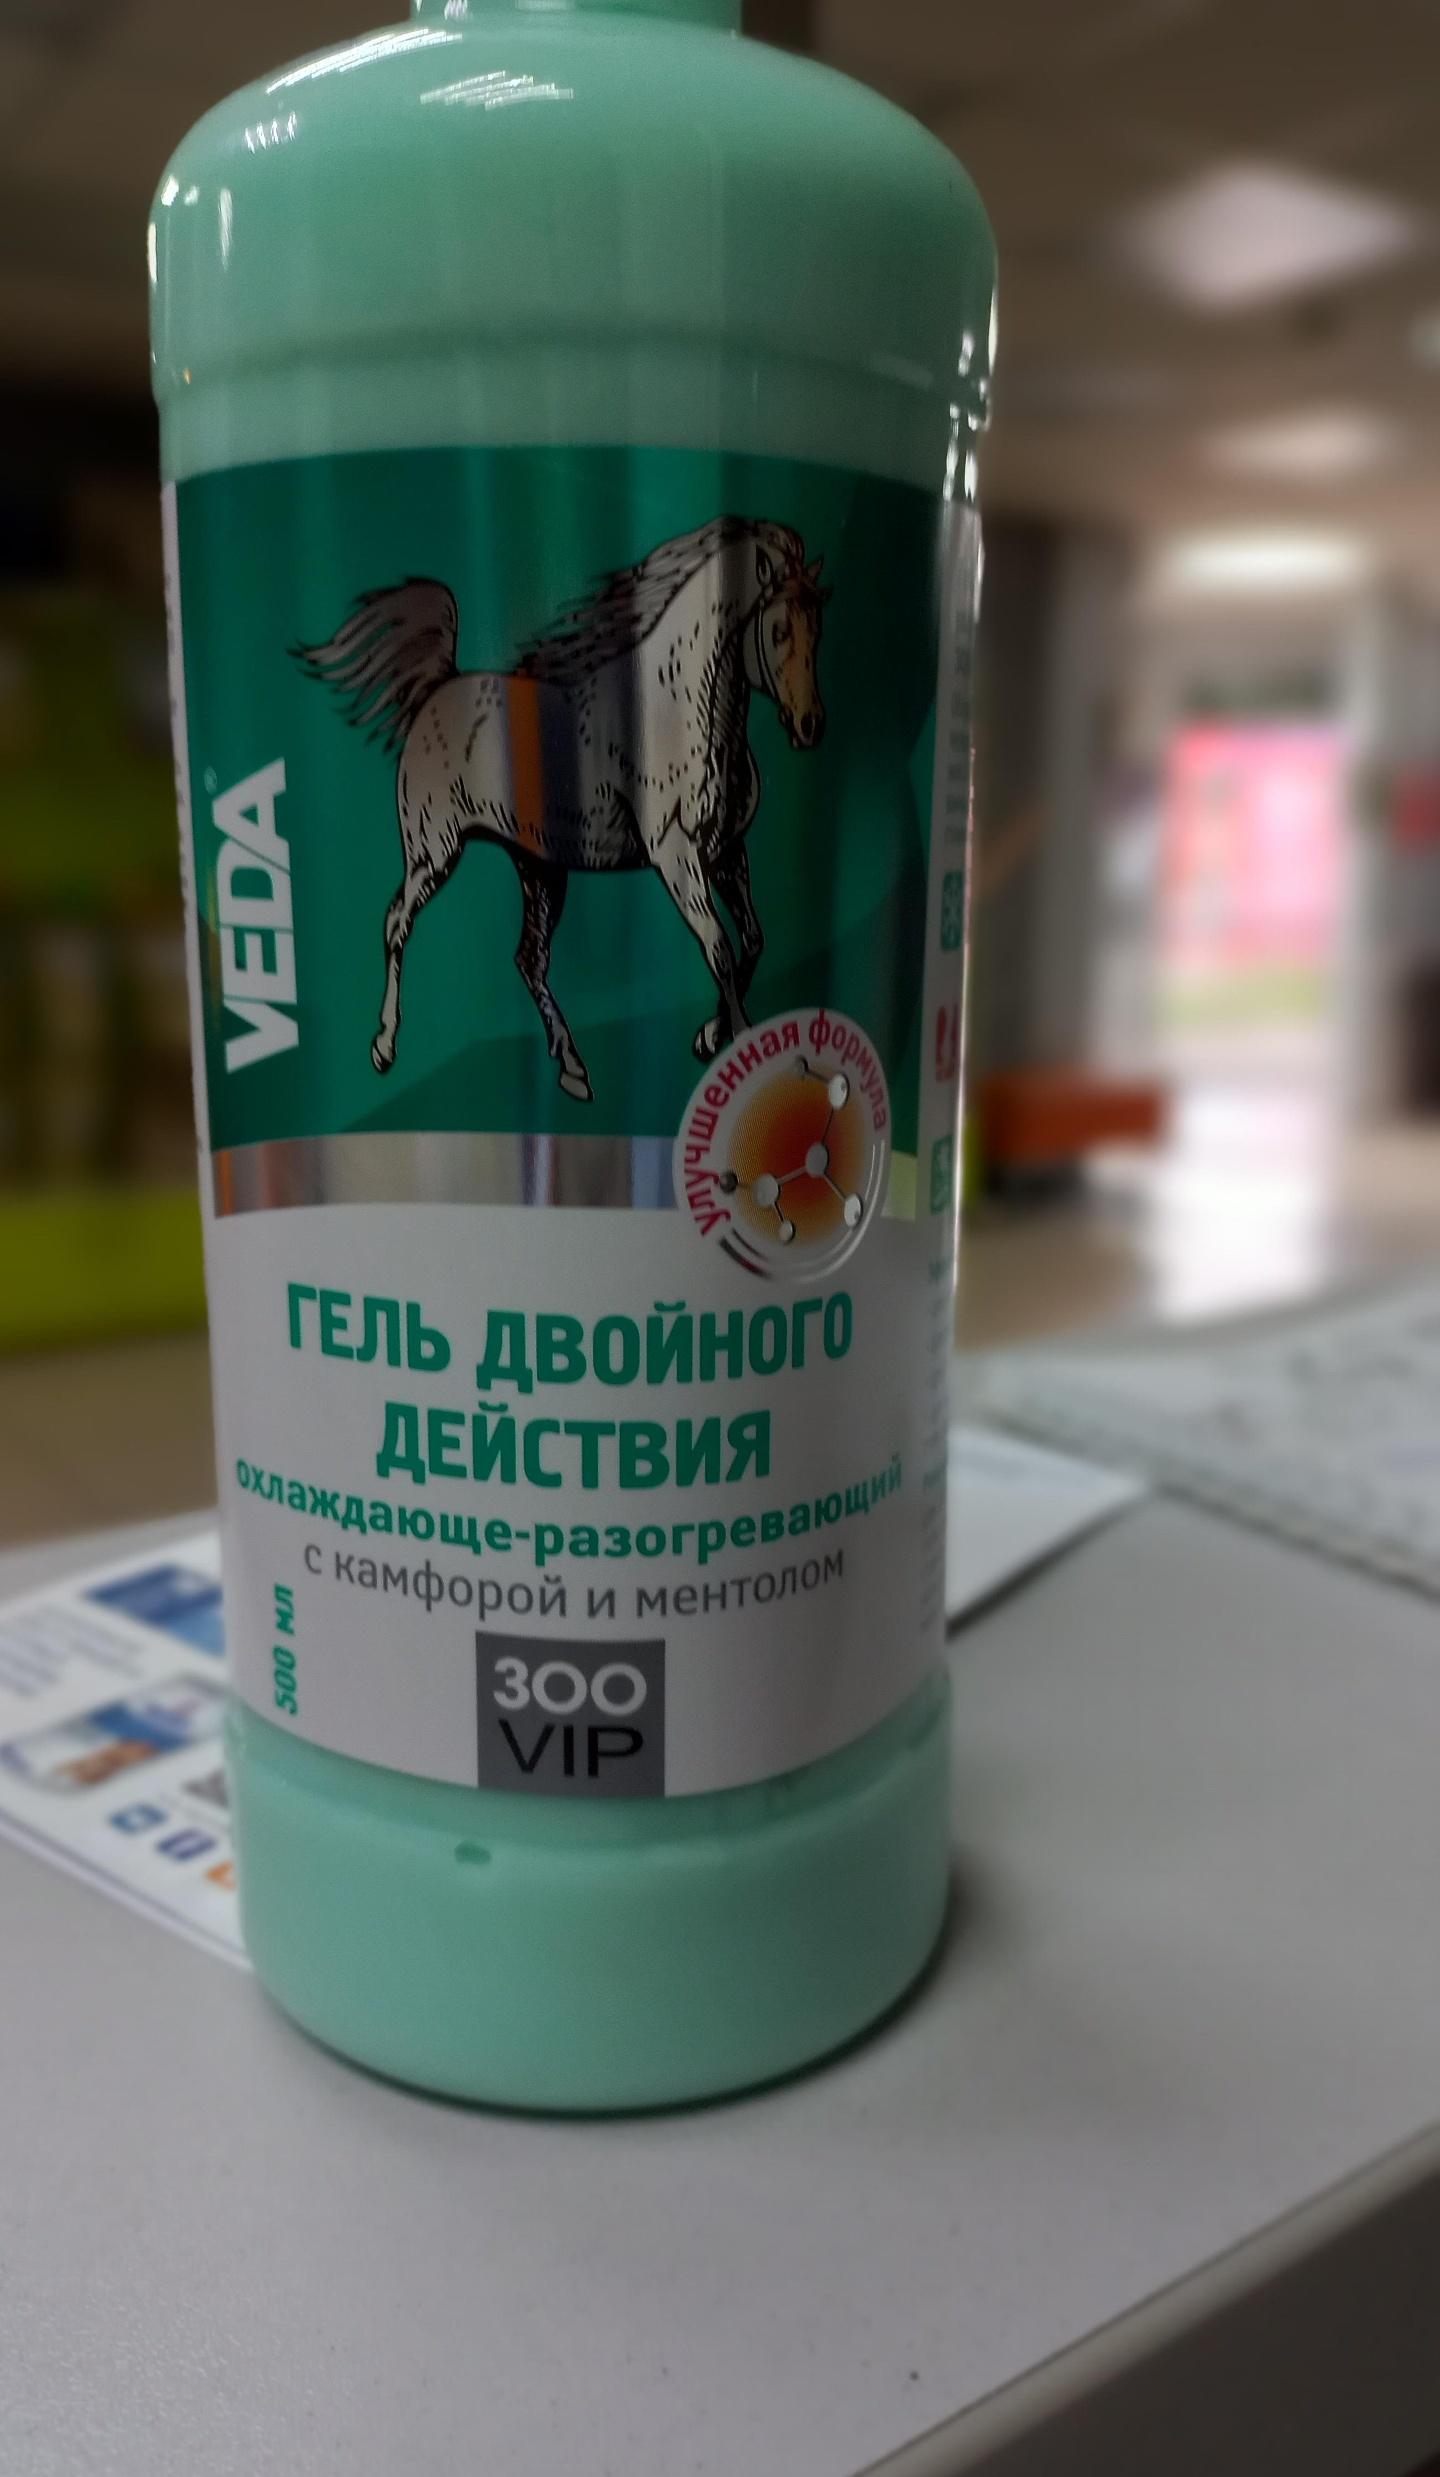 VEDA®
улучшенная формула
ГЕЛЬ ДВОЙНОГО
ДЕЙСТВИЯ
охлаждающе-разогревающий
с камфорой и ментолом
500 мл
300
VIP